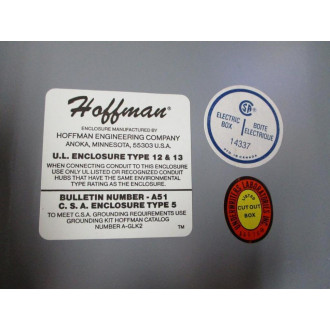 Hoffman®
ENCLOSURE MANUFACTURED BY
HOFFMAN ENGINEERING COMPANY
ANOKA, MINNESOTA, 55303 U.S.A.
U.L. ENCLOSURE TYPE 12 & 13
WHEN CONNECTING CONDUIT TO THIS ENCLOSURE
USE ONLY UL LISTED OR RECOGNIZED CONDUIT
HUBS THAT HAVE THE SAME ENVIRONMENTAL
TYPE RATING AS THE ENCLOSURE.
BULLETIN NUMBER - A51
C. S. A. ENCLOSURE TYPE 5
TO MEET C.S.A. GROUNDING REQUIREMENTS USE
GROUNDING KIT HOFFMAN CATALOG
NUMBER A-GLK2
TM
ELECTRIC
BOX
BOITE
ELECTRIQUE
14337
UNDERWRITERS LABORATORIES INC.
CUT OUT
BOX